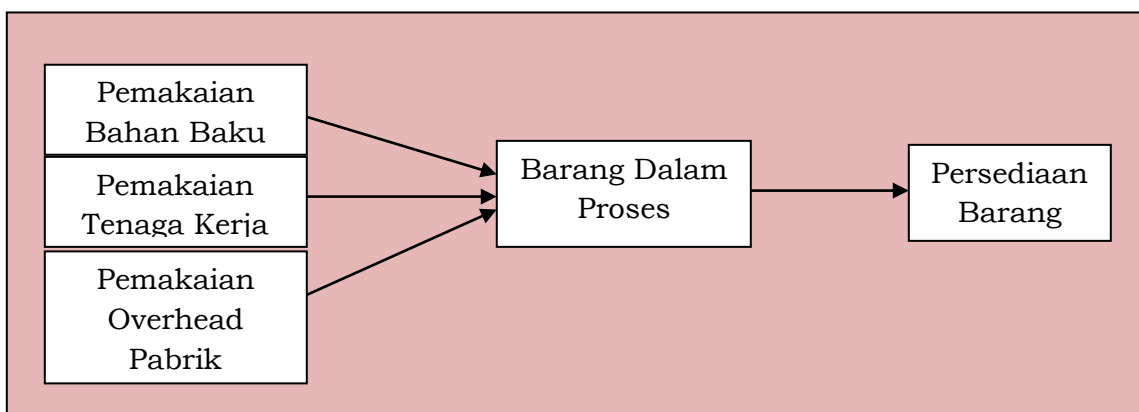 Pemakaian
Bahan Baku
Pemakaian
Tenaga Kerja
Pemakaian
Overhead
Pabrik
Barang Dalam
Proses
Persediaan
Barang